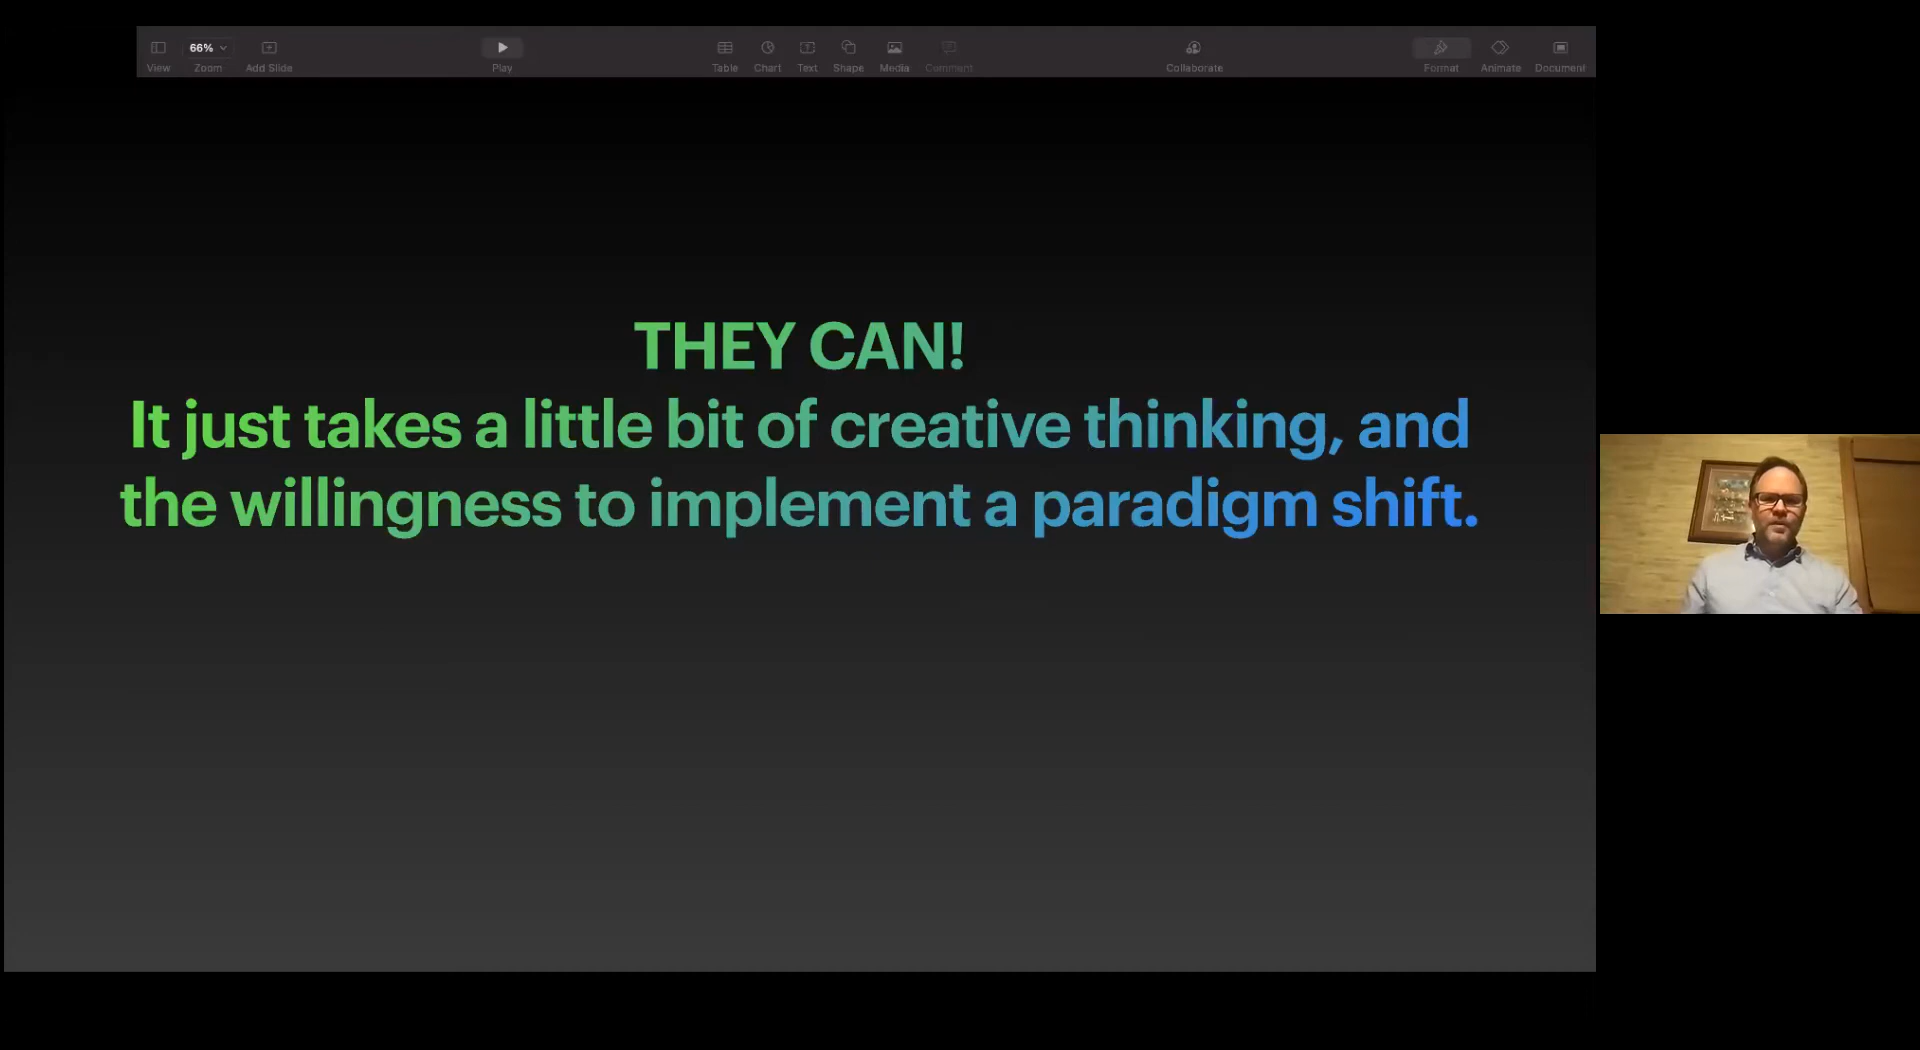 66%
View
Zoom
Add Slide
Play
Table
Chart
Text
Shape
Media
Comment
Collaborate
Format
Animate
Document
THEY CAN!
It just takes a little bit of creative thinking, and
the willingness to implement a paradigm shift.